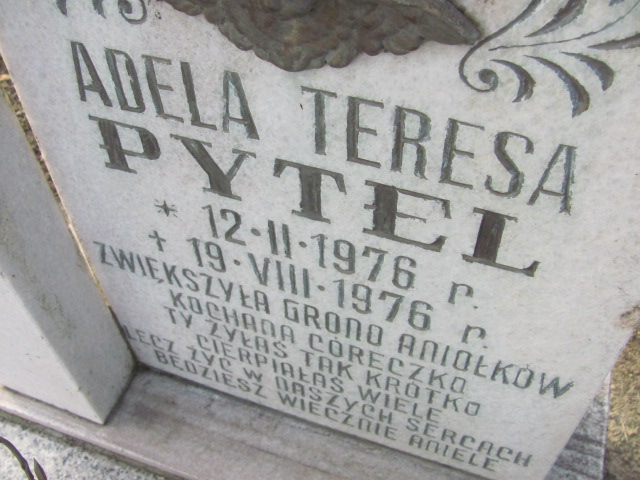 ADELA TERESA
PYTEL
* 12·II·1976 r.
+ 19·VIII·1976 r.
ZWIĘKSZYŁA GRONO ANIOŁKÓW
KOCHANA CÓRECZKO
TY ŻYŁAŚ TAK KRÓTKO
CIERPIAŁAŚ WIELE
LECZ ŻYĆ W NASZYCH SERCACH
BĘDZIESZ WIECZNIE ANIELE